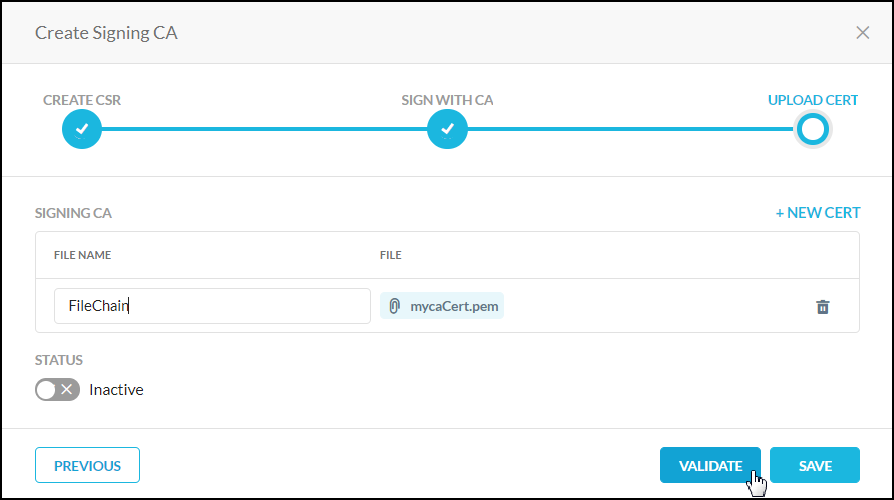 Create Signing CA
CREATE CSR SIGN WITH CA UPLOAD CERT
SIGNING CA + NEW CERT
FILE NAME FILE
FileChain mycaCert.pem
STATUS
Inactive
PREVIOUS VALIDATE SAVE